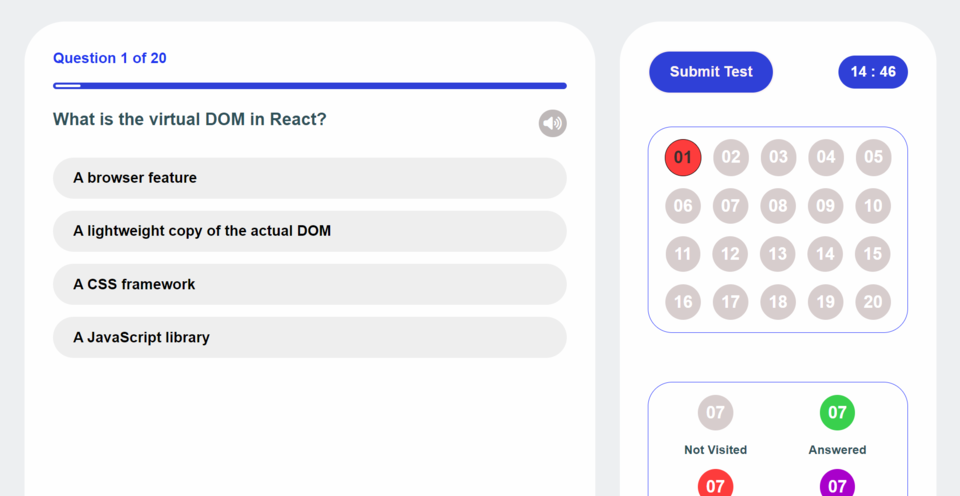 Question 1 of 20
What is the virtual DOM in React?
A browser feature
A lightweight copy of the actual DOM
A CSS framework
A JavaScript library
Submit Test
14 : 46
01 02 03 04 05
06 07 08 09 10
11 12 13 14 15
16 17 18 19 20
07 07
Not Visited Answered
07 07